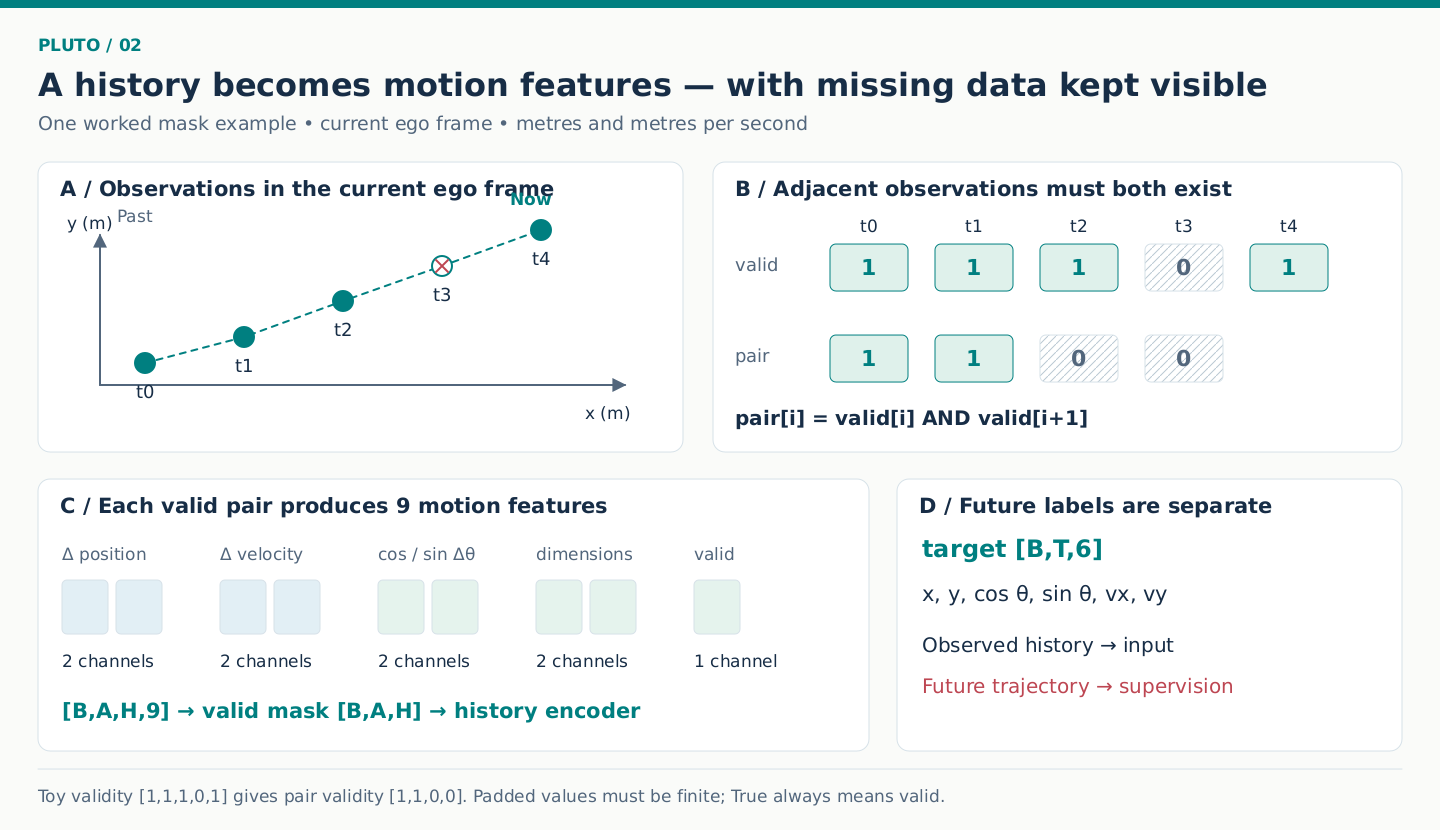 PLUTO / 02
A history becomes motion features — with missing data kept visible
One worked mask example • current ego frame • metres and metres per second
A / Observations in the current ego frame
Now
y (m) Past
t4
t3
t2
t1
t0
x (m)
B / Adjacent observations must both exist
t0 t1 t2 t3 t4
valid 1 1 1 0 1
pair 1 1 0 0
pair[i] = valid[i] AND valid[i+1]
C / Each valid pair produces 9 motion features
Δ position Δ velocity cos / sin Δθ dimensions valid
2 channels 2 channels 2 channels 2 channels 1 channel
[B,A,H,9] → valid mask [B,A,H] → history encoder
D / Future labels are separate
target [B,T,6]
x, y, cos θ, sin θ, vx, vy
Observed history → input
Future trajectory → supervision
Toy validity [1,1,1,0,1] gives pair validity [1,1,0,0]. Padded values must be finite; True always means valid.